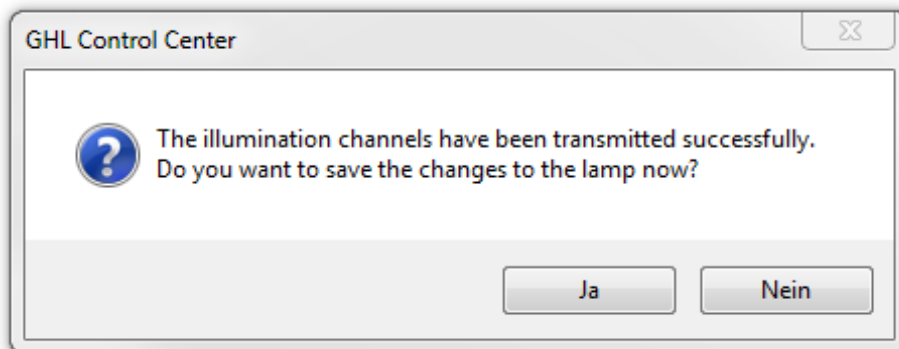 GHL Control Center
The illumination channels have been transmitted successfully.
Do you want to save the changes to the lamp now?
Ja
Nein